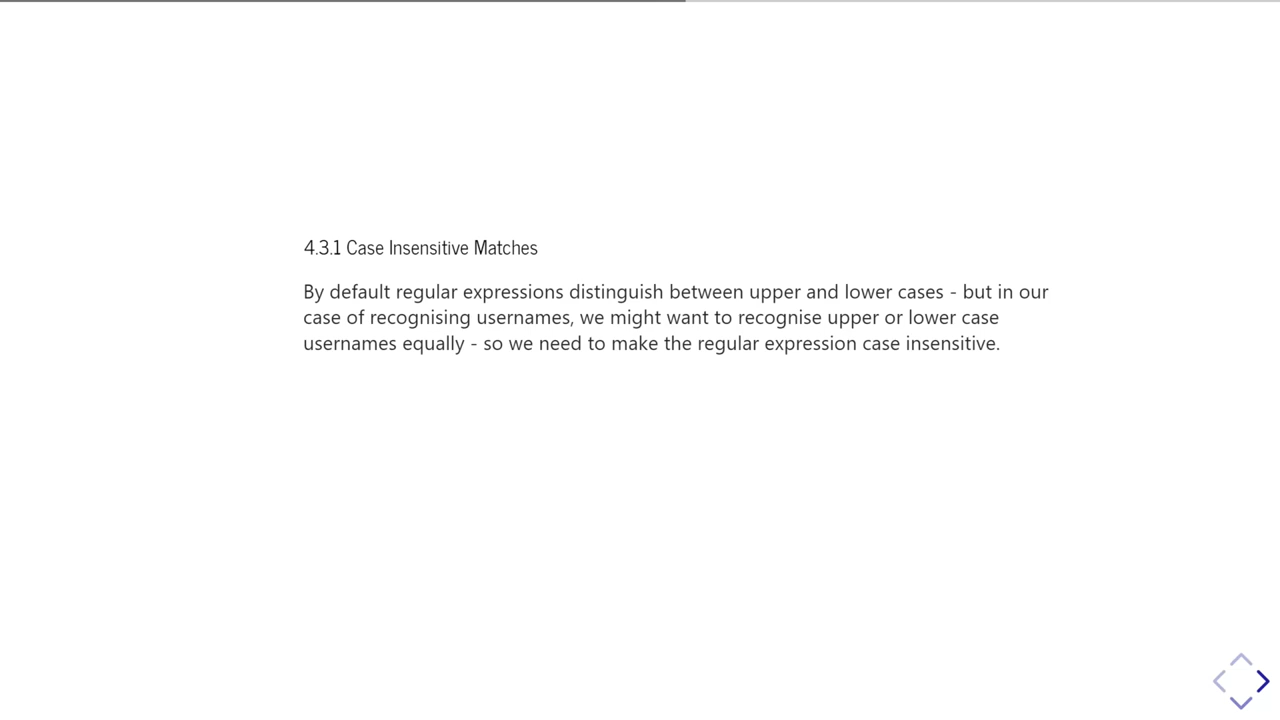 4.3.1 Case Insensitive Matches
By default regular expressions distinguish between upper and lower cases - but in our
case of recognising usernames, we might want to recognise upper or lower case
usernames equally - so we need to make the regular expression case insensitive.